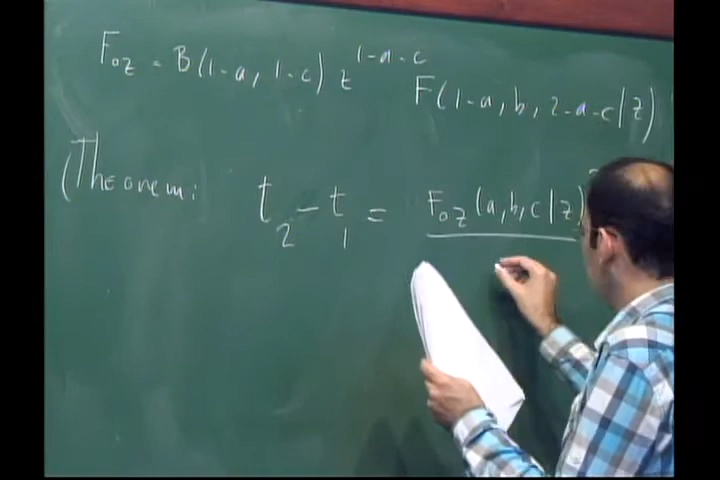 F₀z = B(1-a, 1-c) z^{1-a-c}
F(1-a, b, 2-a-c|z)
(Theorem: t₂ - t₁ = F₀z(a, b, c|z)